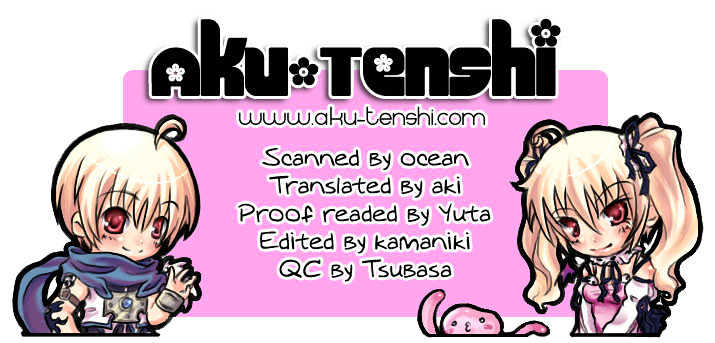 Aku★Tenshi
www.aku-tenshi.com
Scanned by Ocean
Translated by aki
Proof readed by Yuta
Edited by kamaniki
QC by Tsubasa